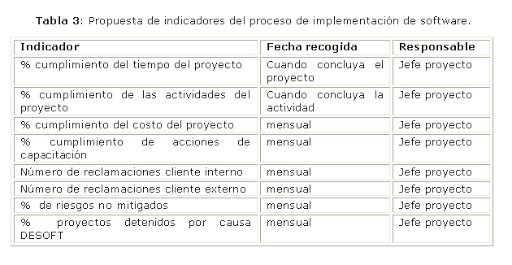 Tabla 3: Propuesta de indicadores del proceso de implementación de software.
Indicador Fecha recogida Responsable
% cumplimiento del tiempo del proyecto Cuando concluya el Jefe proyecto
proyecto
% cumplimiento de las actividades del Cuando concluya la Jefe proyecto
proyecto actividad
% cumplimiento del costo del proyecto mensual Jefe proyecto
% cumplimiento de acciones de mensual Jefe proyecto
capacitación
Número de reclamaciones cliente interno mensual Jefe proyecto
Número de reclamaciones cliente externo mensual Jefe proyecto
% de riesgos no mitigados mensual Jefe proyecto
% proyectos detenidos por causa mensual Jefe proyecto
DESOFT